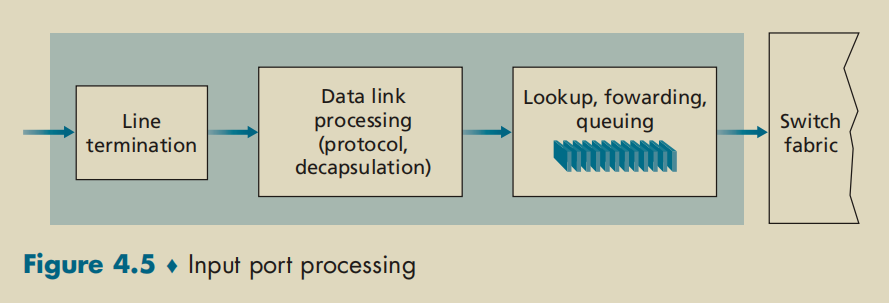 Line
termination
Data link
processing
(protocol,
decapsulation)
Lookup, fowarding,
queuing
Switch
fabric
Figure 4.5 ♦ Input port processing